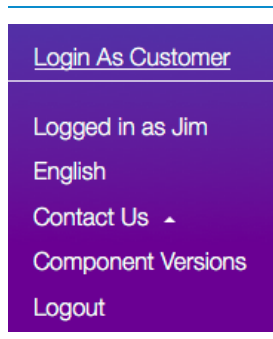 Login As Customer
Logged in as Jim
English
Contact Us
Component Versions
Logout